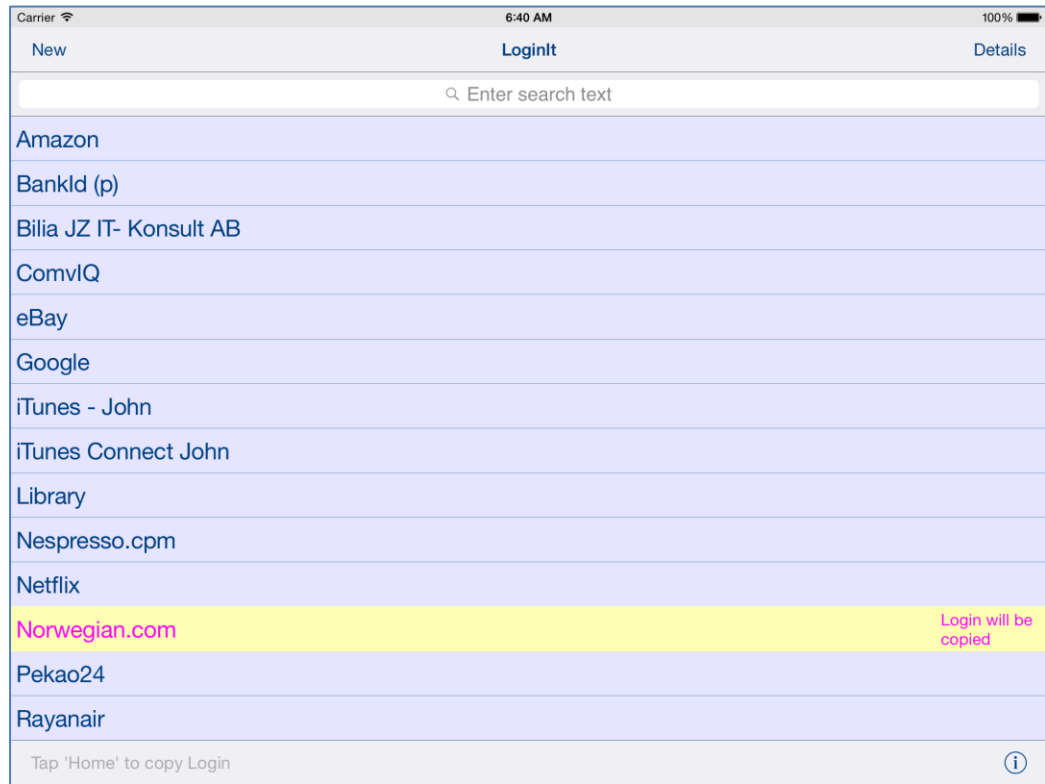 Carrier 6:40 AM 100%
New LoginIt Details
Enter search text
Amazon
BankId (p)
Bilia JZ IT- Konsult AB
ComvIQ
eBay
Google
iTunes - John
iTunes Connect John
Library
Nespresso.cpm
Netflix
Norwegian.com Login will be
copied
Pekao24
Rayanair
Tap 'Home' to copy Login